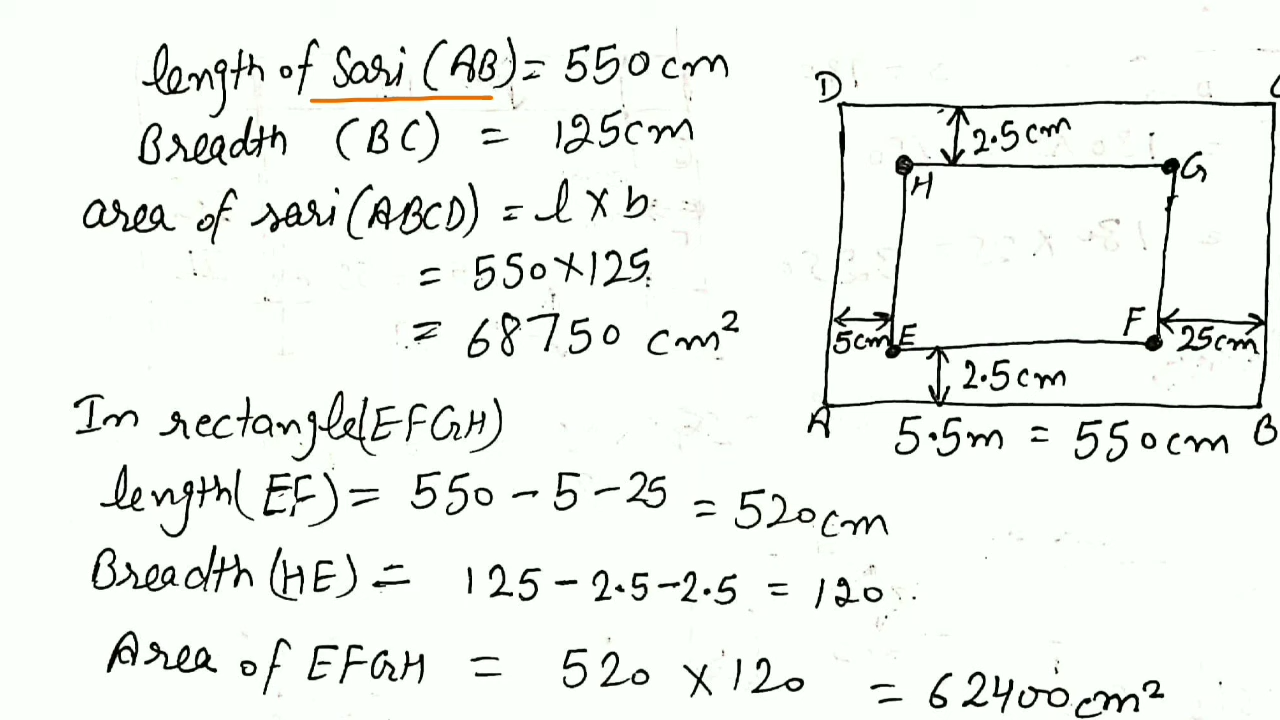 length of Sari (AB) = 550 cm
Breadth (BC) = 125cm
area of sari (ABCD) = l × b
= 550×125
= 68750 cm²
In rectangle(EFGH)
length(EF) = 550 - 5 - 25 = 520cm
Breadth (HE) = 125 - 2.5 - 2.5 = 120
Area of EFGH = 520 × 120 = 62400 cm²
D
2.5cm
H
G
5cm
E
F
25cm
2.5cm
A
5.5m = 550cm
B